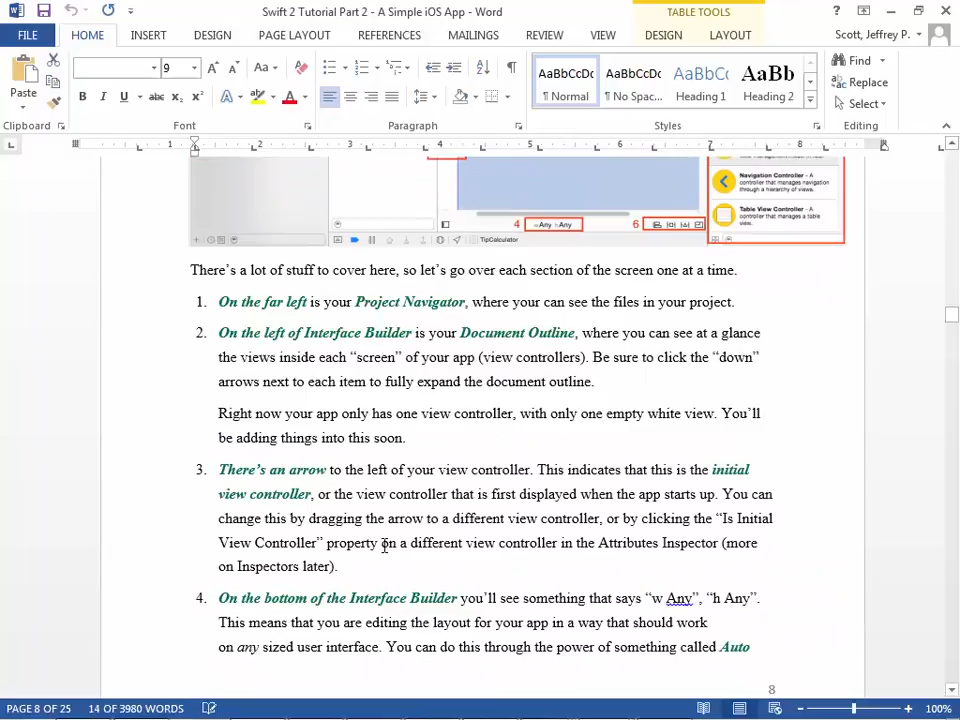 Swift 2 Tutorial Part 2 - A Simple iOS App - Word
TABLE TOOLS
FILE HOME INSERT DESIGN PAGE LAYOUT REFERENCES MAILINGS REVIEW VIEW DESIGN LAYOUT Scott, Jeffrey P.
Paste
9
Aa
B I U abc x₂ x²
AaBbCcDc AaBbCcDc AaBbCcDc AaBb
¶ Normal ¶ No Spac... Heading 1 Heading 2
Find
Replace
Select
Clipboard Font Paragraph Styles Editing
1 2 3 4 5 6 7 8
Navigation Controller - A
controller that manages navigation
through a hierarchy of views.
Table View Controller - A
controller that manages a table
view.
4 wAny hAny 6
TipCalculator
There's a lot of stuff to cover here, so let's go over each section of the screen one at a time.
1. On the far left is your Project Navigator, where your can see the files in your project.
2. On the left of Interface Builder is your Document Outline, where you can see at a glance
the views inside each “screen” of your app (view controllers). Be sure to click the “down”
arrows next to each item to fully expand the document outline.
Right now your app only has one view controller, with only one empty white view. You'll
be adding things into this soon.
3. There's an arrow to the left of your view controller. This indicates that this is the initial
view controller, or the view controller that is first displayed when the app starts up. You can
change this by dragging the arrow to a different view controller, or by clicking the “Is Initial
View Controller” property on a different view controller in the Attributes Inspector (more
on Inspectors later).
4. On the bottom of the Interface Builder you'll see something that says “w Any”, “h Any”.
This means that you are editing the layout for your app in a way that should work
on any sized user interface. You can do this through the power of something called Auto
8
PAGE 8 OF 25 14 OF 3980 WORDS 100%